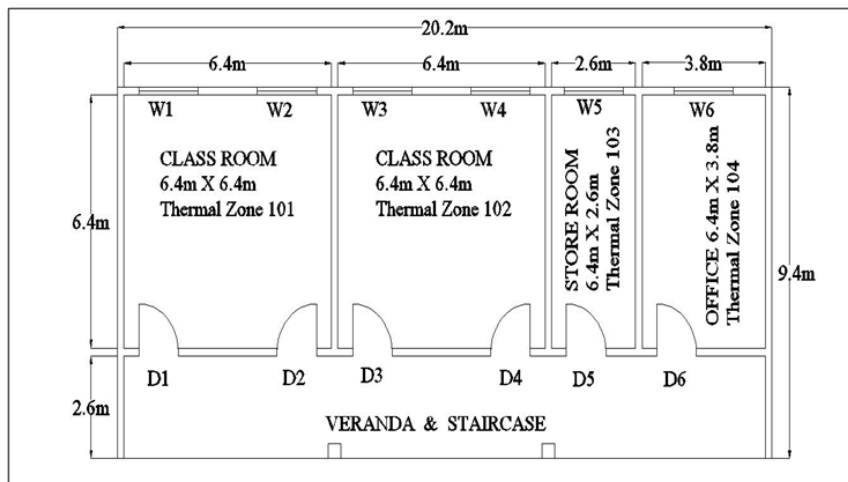 20.2m
6.4m 6.4m 2.6m 3.8m
W1 W2 W3 W4 W5 W6
CLASS ROOM
6.4m X 6.4m
Thermal Zone 101
CLASS ROOM
6.4m X 6.4m
Thermal Zone 102
STORE ROOM
6.4m X 2.6m
Thermal Zone 103
OFFICE 6.4m X 3.8m
Thermal Zone 104
6.4m
9.4m
D1 D2 D3 D4 D5 D6
2.6m
VERANDA & STAIRCASE